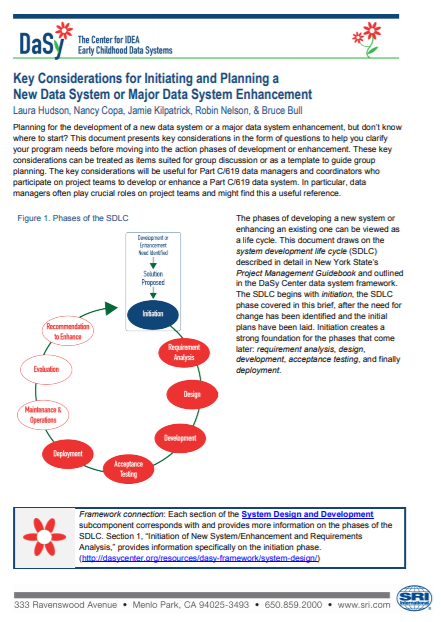 DaSy
The Center for IDEA
Early Childhood Data Systems
Key Considerations for Initiating and Planning a
New Data System or Major Data System Enhancement
Laura Hudson, Nancy Copa, Jamie Kilpatrick, Robin Nelson, & Bruce Bull
Planning for the development of a new data system or a major data system enhancement, but don't know
where to start? This document presents key considerations in the form of questions to help you clarify
your program needs before moving into the action phases of development or enhancement. These key
considerations can be treated as items suited for group discussion or as a template to guide group
planning. The key considerations will be useful for Part C/619 data managers and coordinators who
participate on project teams to develop or enhance a Part C/619 data system. In particular, data
managers often play crucial roles on project teams and might find this a useful reference.
Figure 1. Phases of the SDLC
Development or
Enhancement
Need Identified
Solution
Proposed
Initiation
Requirement
Analysis
Design
Development
Acceptance
Testing
Deployment
Maintenance &
Operations
Evaluation
Recommendation
to Enhance
The phases of developing a new system or
enhancing an existing one can be viewed as
a life cycle. This document draws on the
system development life cycle (SDLC)
described in detail in New York State's
Project Management Guidebook and outlined
in the DaSy Center data system framework.
The SDLC begins with initiation, the SDLC
phase covered in this brief, after the need for
change has been identified and the initial
plans have been laid. Initiation creates a
strong foundation for the phases that come
later: requirement analysis, design,
development, acceptance testing, and finally
deployment.
Framework connection: Each section of the System Design and Development
subcomponent corresponds with and provides more information on the phases of the
SDLC. Section 1, "Initiation of New System/Enhancement and Requirements
Analysis," provides information specifically on the initiation phase.
(http://dasycenter.org/resources/dasy-framework/system-design/)
333 Ravenswood Avenue • Menlo Park, CA 94025-3493 • 650.859.2000 • www.sri.com
SRI